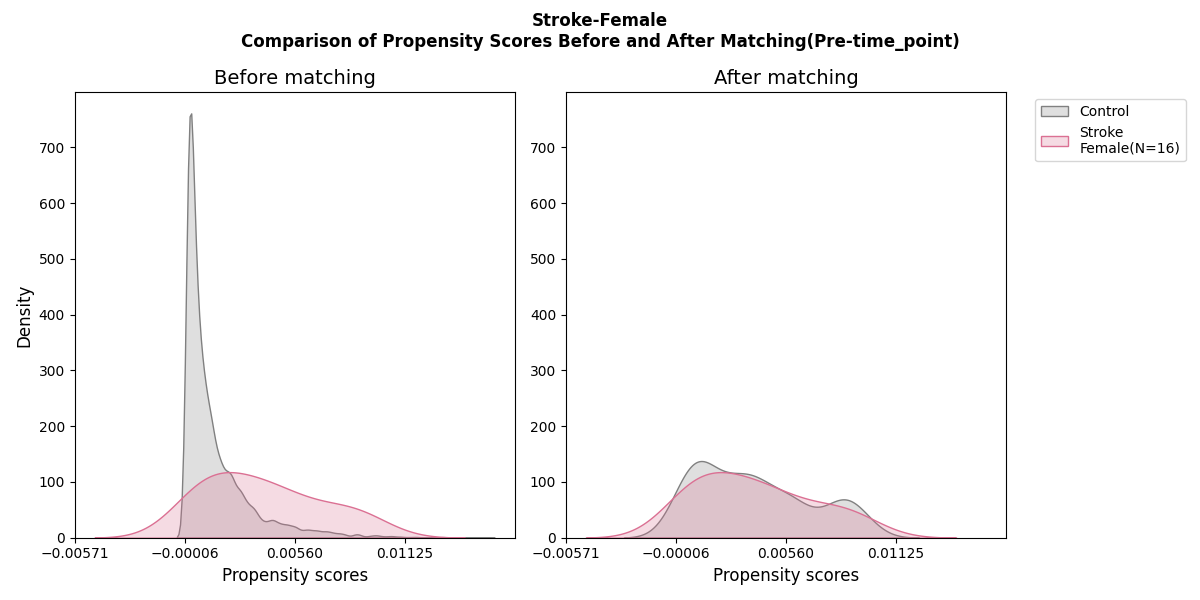 Stroke-Female
Comparison of Propensity Scores Before and After Matching(Pre-time_point)
Before matching
After matching
Density
700
600
500
400
300
200
100
0
−0.00571
−0.00006
0.00560
0.01125
Propensity scores
700
600
500
400
300
200
100
0
−0.00571
−0.00006
0.00560
0.01125
Propensity scores
Control
Stroke
Female(N=16)